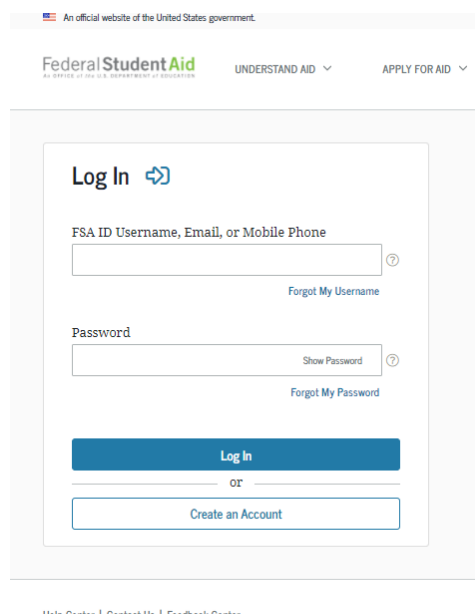 An official website of the United States government.
Federal Student Aid
An OFFICE of the U.S. DEPARTMENT of EDUCATION
UNDERSTAND AID
APPLY FOR AID
Log In
FSA ID Username, Email, or Mobile Phone
?
Forgot My Username
Password
Show Password
?
Forgot My Password
Log In
or
Create an Account
Help Center | Contact Us | Feedback Center